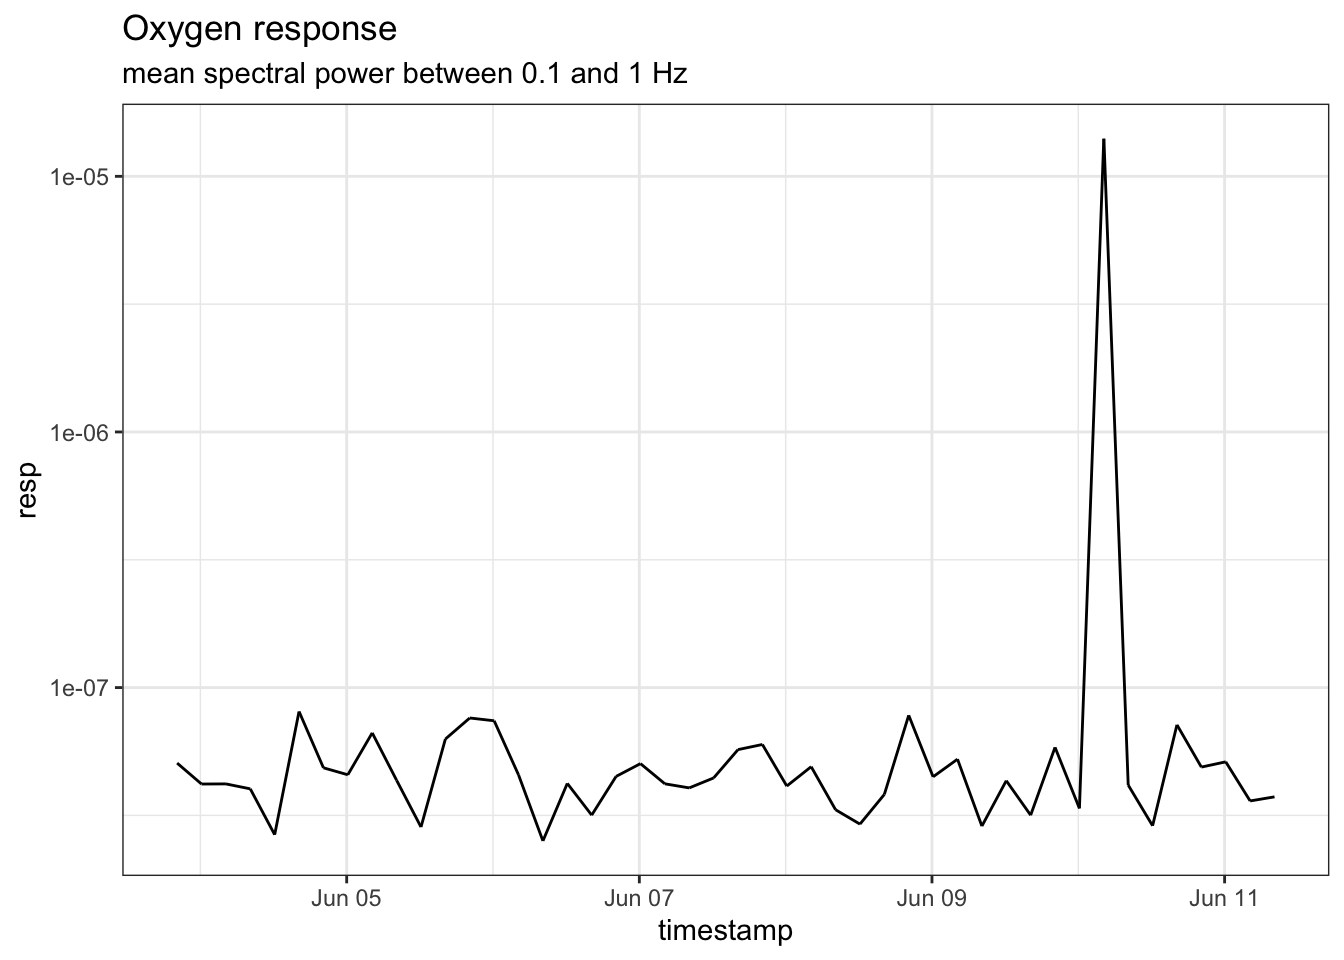 Oxygen response
mean spectral power between 0.1 and 1 Hz
1e-05
1e-06
1e-07
resp
Jun 05
Jun 07
Jun 09
Jun 11
timestamp